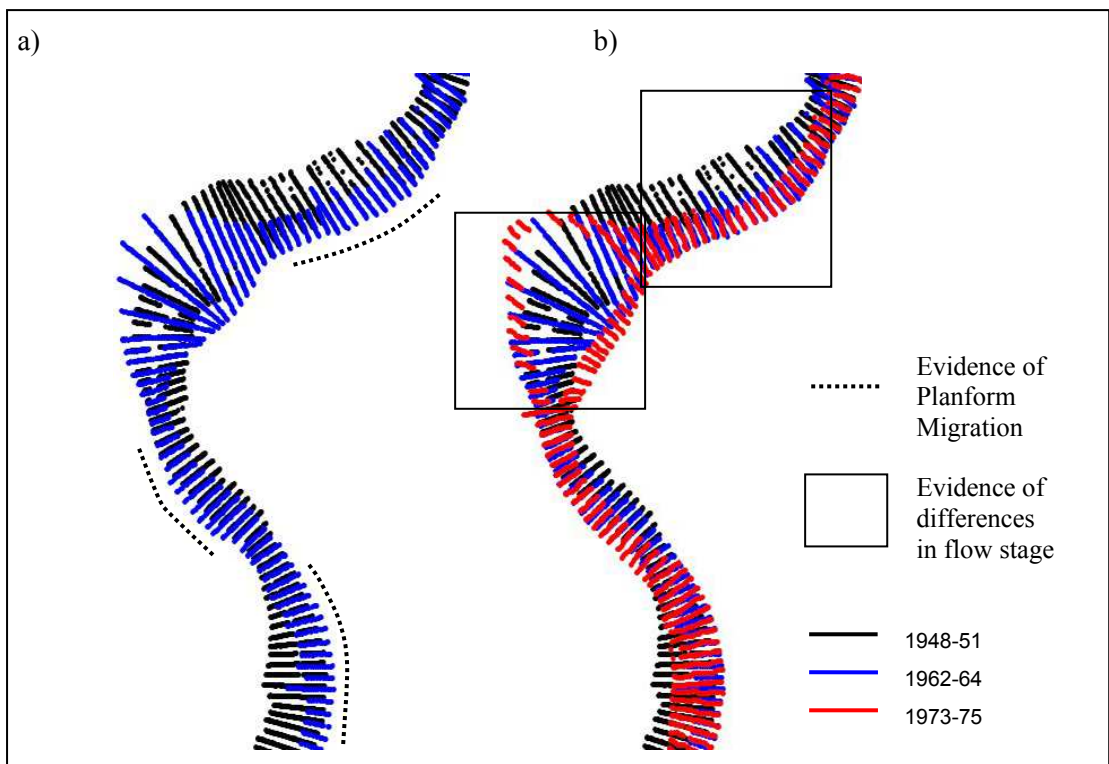 a)
b)
Evidence of
Planform
Migration
Evidence of
differences
in flow stage
1948-51
1962-64
1973-75